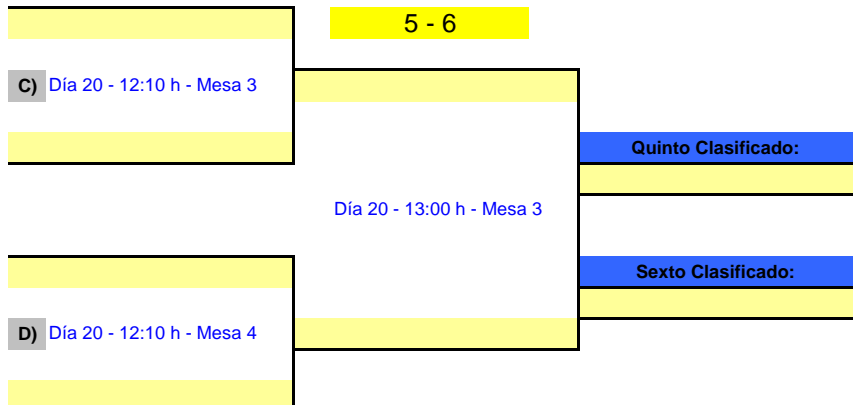 5 - 6
C) Día 20 - 12:10 h - Mesa 3
Quinto Clasificado:
Día 20 - 13:00 h - Mesa 3
Sexto Clasificado:
D) Día 20 - 12:10 h - Mesa 4